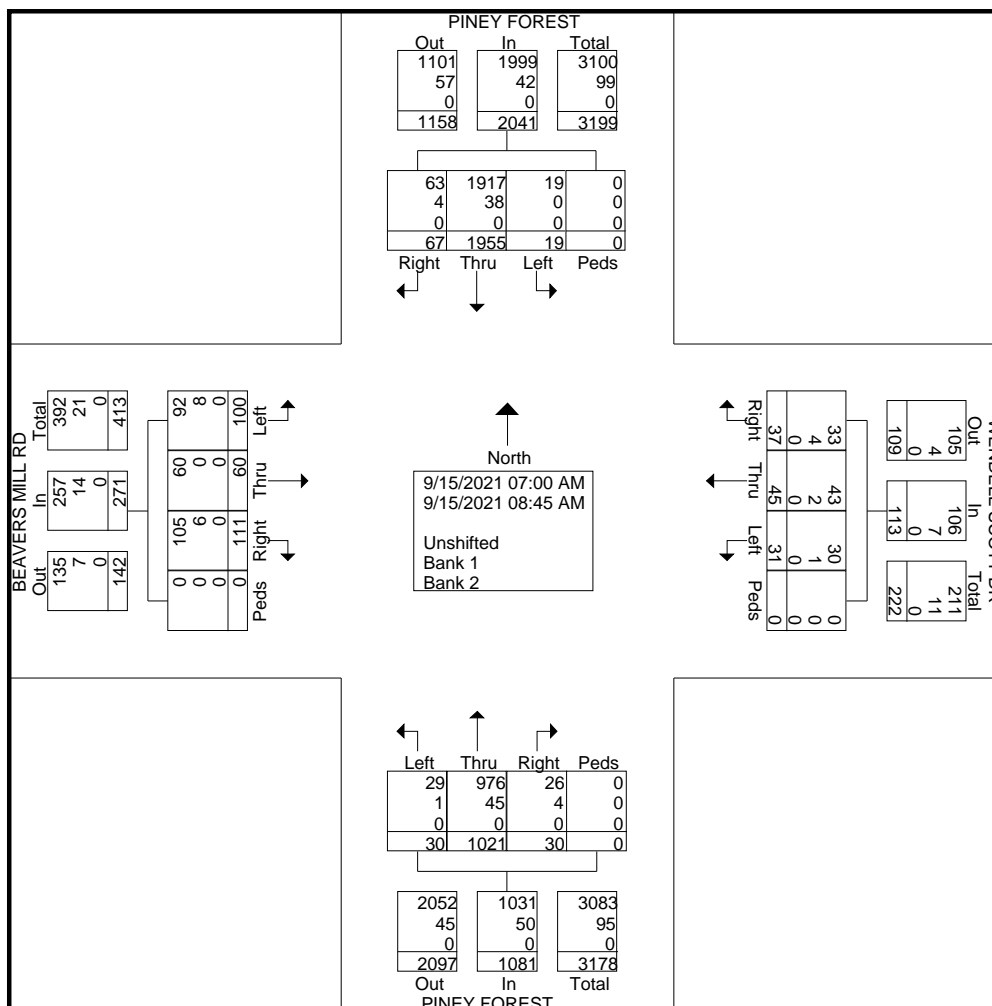 PINEY FOREST
Out In Total
1101 1999 3100
57 42 99
0 0 0
1158 2041 3199
63 1917 19 0
4 38 0 0
0 0 0 0
67 1955 19 0
Right Thru Left Peds
BEAVERS MILL RD
Total In Out
392 257 135
21 14 7
0 0 0
413 271 142
92 60 105 0
8 0 6 0
0 0 0 0
100 60 111 0
Left Thru Right Peds
North
9/15/2021 07:00 AM
9/15/2021 08:45 AM
Unshifted
Bank 1
Bank 2
Right Thru Left Peds
37 45 31 0
0 0 0 0
4 2 1 0
33 43 30 0
109 113 222
0 0 0
4 7 11
105 106 211
Out In Total
Left Thru Right Peds
29 976 26 0
1 45 4 0
0 0 0 0
30 1021 30 0
2052 1031 3083
45 50 95
0 0 0
2097 1081 3178
Out In Total
PINEY FOREST